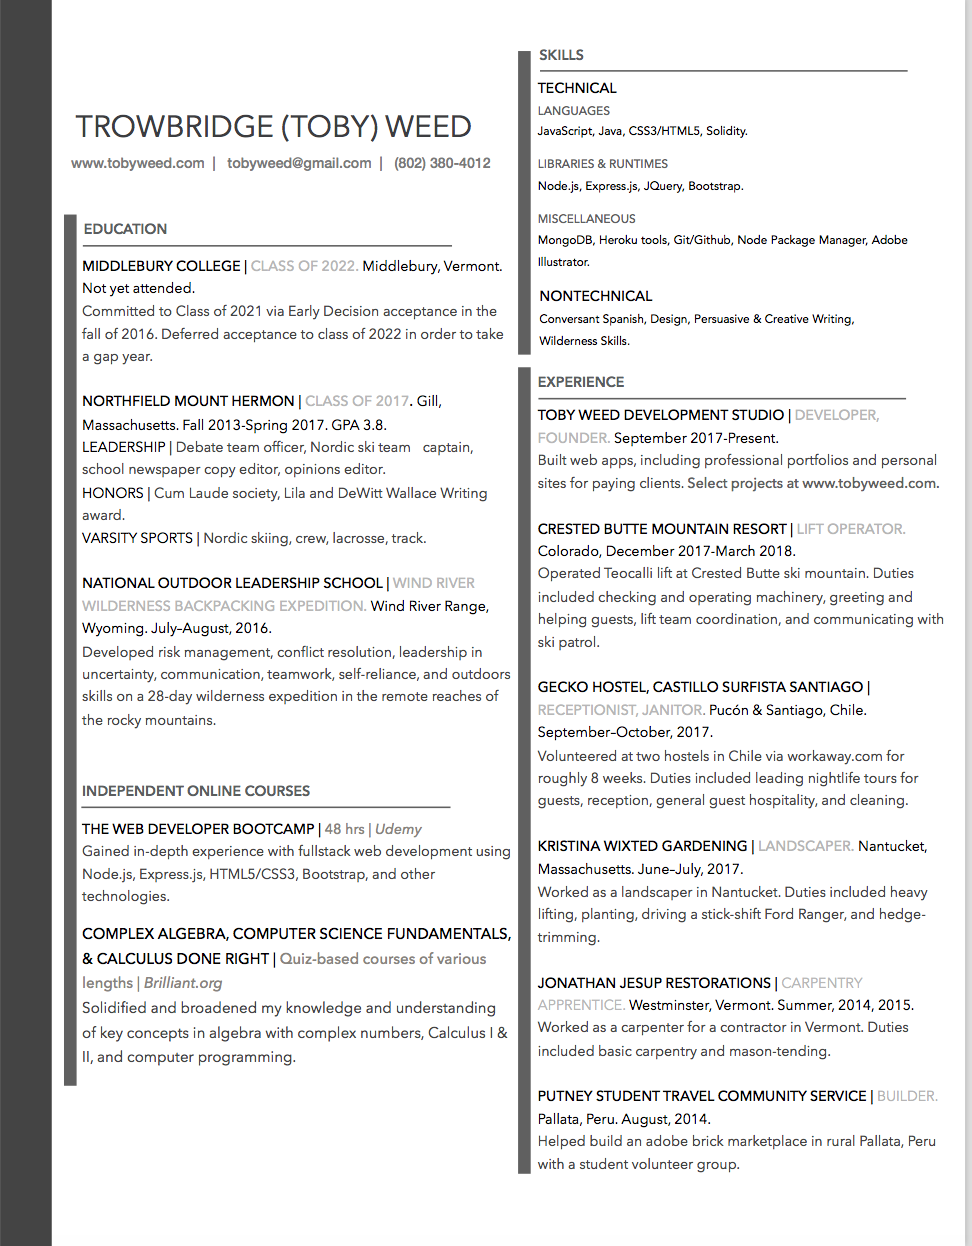 TROWBRIDGE (TOBY) WEED
www.tobyweed.com | tobyweed@gmail.com | (802) 380-4012
EDUCATION
MIDDLEBURY COLLEGE | CLASS OF 2022. Middlebury, Vermont.
Not yet attended.
Committed to Class of 2021 via Early Decision acceptance in the
fall of 2016. Deferred acceptance to class of 2022 in order to take
a gap year.
NORTHFIELD MOUNT HERMON | CLASS OF 2017. Gill,
Massachusetts. Fall 2013-Spring 2017. GPA 3.8.
LEADERSHIP | Debate team officer, Nordic ski team captain,
school newspaper copy editor, opinions editor.
HONORS | Cum Laude society, Lila and DeWitt Wallace Writing
award.
VARSITY SPORTS | Nordic skiing, crew, lacrosse, track.
NATIONAL OUTDOOR LEADERSHIP SCHOOL | WIND RIVER
WILDERNESS BACKPACKING EXPEDITION. Wind River Range,
Wyoming. July–August, 2016.
Developed risk management, conflict resolution, leadership in
uncertainty, communication, teamwork, self-reliance, and outdoors
skills on a 28-day wilderness expedition in the remote reaches of
the rocky mountains.
INDEPENDENT ONLINE COURSES
THE WEB DEVELOPER BOOTCAMP | 48 hrs | Udemy
Gained in-depth experience with fullstack web development using
Node.js, Express.js, HTML5/CSS3, Bootstrap, and other
technologies.
COMPLEX ALGEBRA, COMPUTER SCIENCE FUNDAMENTALS,
& CALCULUS DONE RIGHT | Quiz-based courses of various
lengths | Brilliant.org
Solidified and broadened my knowledge and understanding
of key concepts in algebra with complex numbers, Calculus I &
II, and computer programming.
SKILLS
TECHNICAL
LANGUAGES
JavaScript, Java, CSS3/HTML5, Solidity.
LIBRARIES & RUNTIMES
Node.js, Express.js, JQuery, Bootstrap.
MISCELLANEOUS
MongoDB, Heroku tools, Git/Github, Node Package Manager, Adobe
Illustrator.
NONTECHNICAL
Conversant Spanish, Design, Persuasive & Creative Writing,
Wilderness Skills.
EXPERIENCE
TOBY WEED DEVELOPMENT STUDIO | DEVELOPER,
FOUNDER. September 2017-Present.
Built web apps, including professional portfolios and personal
sites for paying clients. Select projects at www.tobyweed.com.
CRESTED BUTTE MOUNTAIN RESORT | LIFT OPERATOR.
Colorado, December 2017-March 2018.
Operated Teocalli lift at Crested Butte ski mountain. Duties
included checking and operating machinery, greeting and
helping guests, lift team coordination, and communicating with
ski patrol.
GECKO HOSTEL, CASTILLO SURFISTA SANTIAGO |
RECEPTIONIST, JANITOR. Pucón & Santiago, Chile.
September–October, 2017.
Volunteered at two hostels in Chile via workaway.com for
roughly 8 weeks. Duties included leading nightlife tours for
guests, reception, general guest hospitality, and cleaning.
KRISTINA WIXTED GARDENING | LANDSCAPER. Nantucket,
Massachusetts. June–July, 2017.
Worked as a landscaper in Nantucket. Duties included heavy
lifting, planting, driving a stick-shift Ford Ranger, and hedge-
trimming.
JONATHAN JESUP RESTORATIONS | CARPENTRY
APPRENTICE. Westminster, Vermont. Summer, 2014, 2015.
Worked as a carpenter for a contractor in Vermont. Duties
included basic carpentry and mason-tending.
PUTNEY STUDENT TRAVEL COMMUNITY SERVICE | BUILDER.
Pallata, Peru. August, 2014.
Helped build an adobe brick marketplace in rural Pallata, Peru
with a student volunteer group.